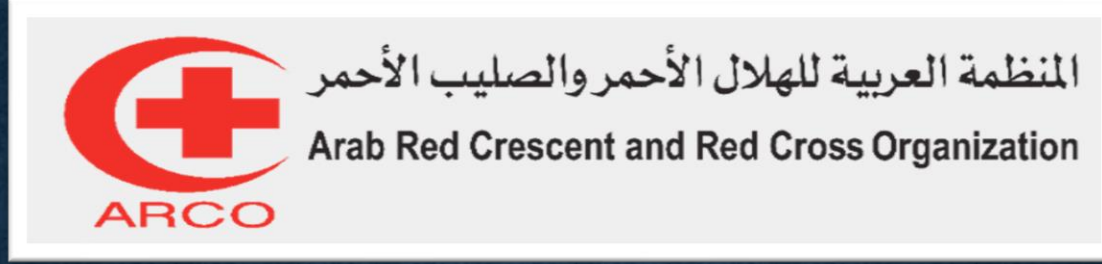 المنظمة العربية للهلال الأحمر والصليب الأحمر
Arab Red Crescent and Red Cross Organization
ARCO